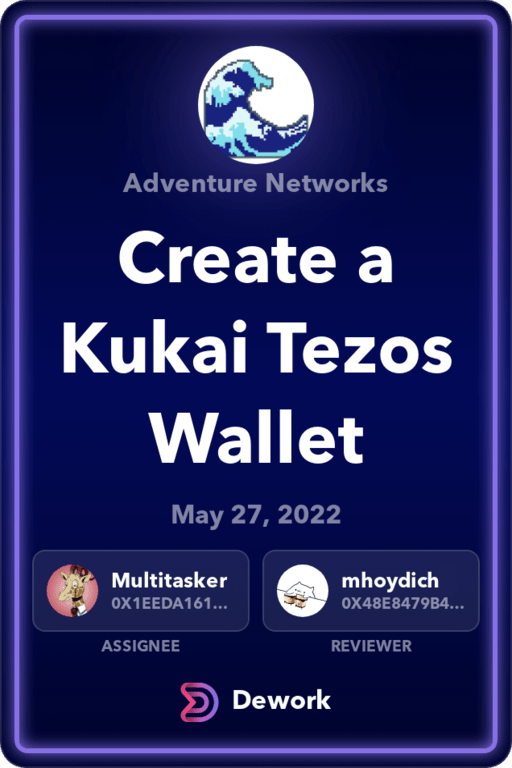 Adventure Networks
Create a
Kukai Tezos
Wallet
May 27, 2022
Multitasker
0X1EEDA161...
ASSIGNEE
mhoydich
0X48E8479B4...
REVIEWER
Dework